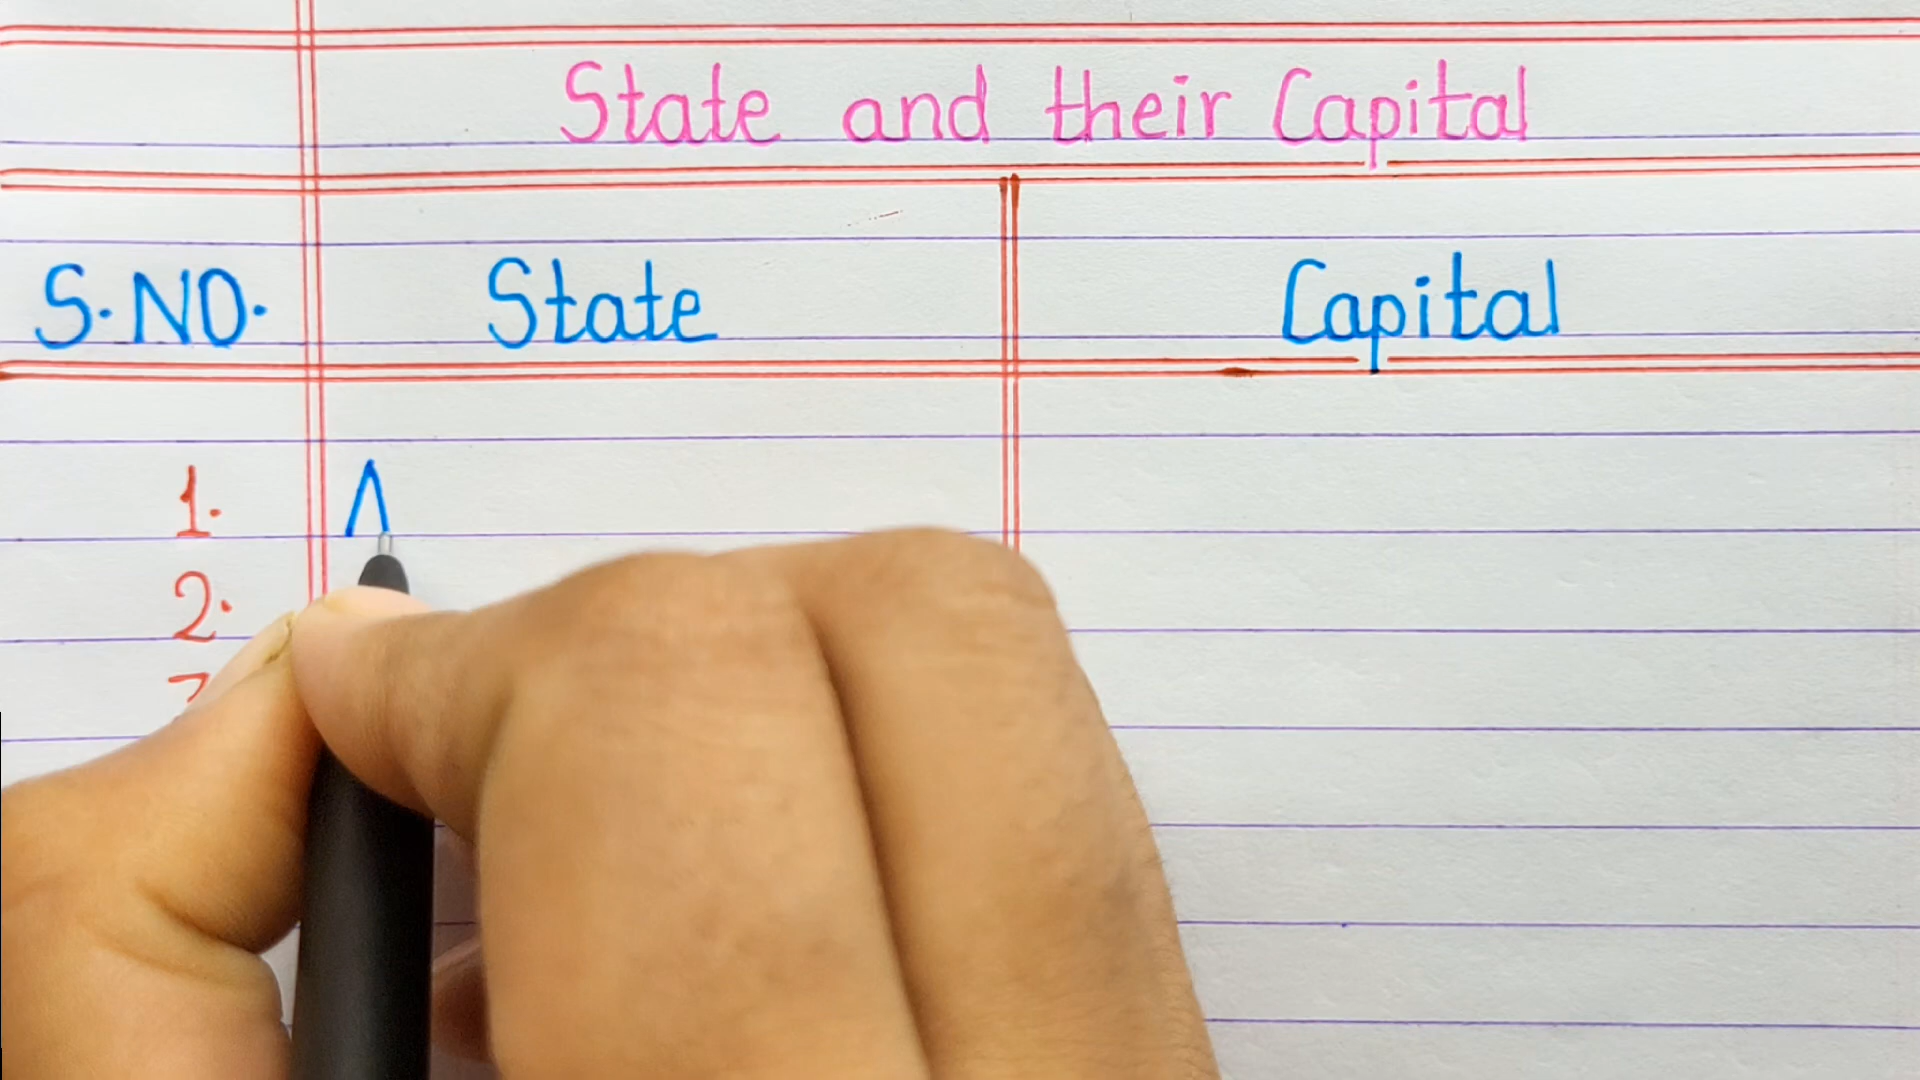 State and their Capital
S.NO. State Capital
1.
2.